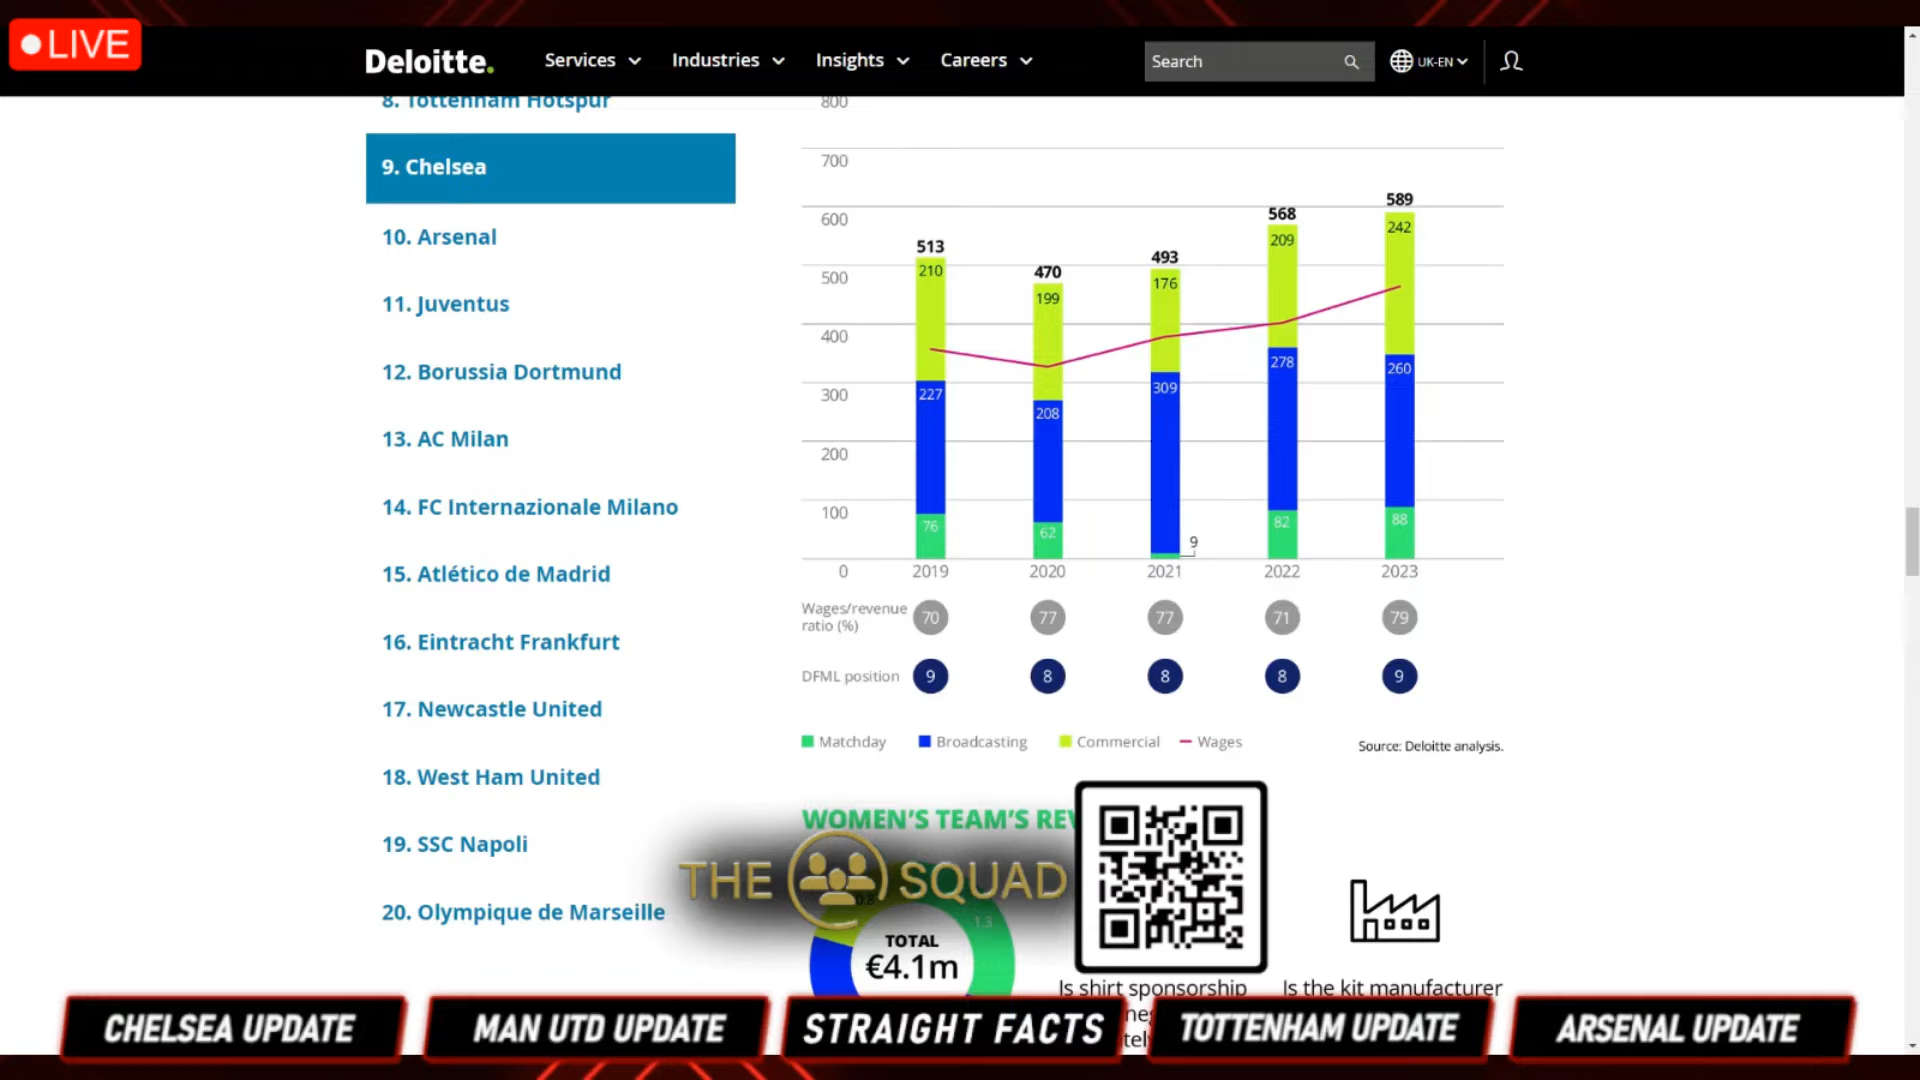 LIVE
Deloitte.
Services
Industries
Insights
Careers
Search
UK-EN
8. Tottenham Hotspur
9. Chelsea
10. Arsenal
11. Juventus
12. Borussia Dortmund
13. AC Milan
14. FC Internazionale Milano
15. Atlético de Madrid
16. Eintracht Frankfurt
17. Newcastle United
18. West Ham United
19. SSC Napoli
20. Olympique de Marseille
800
700
600
500
400
300
200
100
0
513
210
227
76
470
199
208
62
493
176
309
9
568
209
278
82
589
242
260
88
2019
2020
2021
2022
2023
Wages/revenue
ratio (%)
70
77
77
71
79
DFML position
9
8
8
8
9
Matchday
Broadcasting
Commercial
Wages
Source: Deloitte analysis.
WOMEN'S TEAM'S
THE SQUAD
0.8
1.3
TOTAL
€4.1m
Is shirt sponsorship
Is the kit manufacturer
CHELSEA UPDATE
MAN UTD UPDATE
STRAIGHT FACTS
TOTTENHAM UPDATE
ARSENAL UPDATE